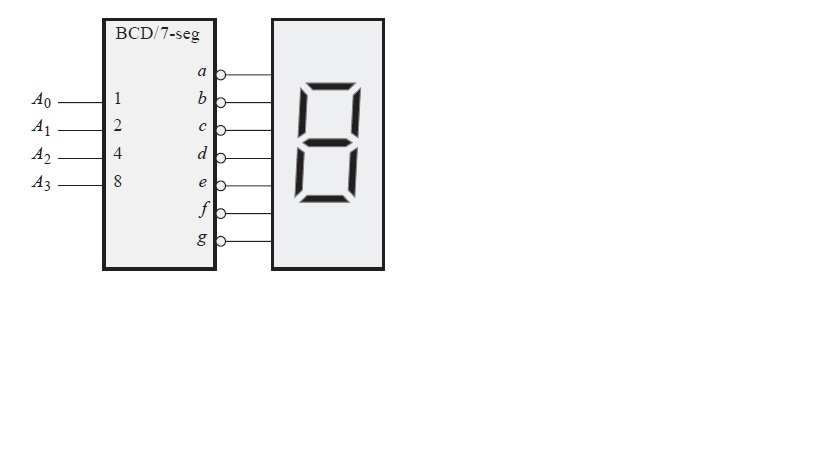 BCD/7-seg
a
A0 1 b
A1 2 c
A2 4 d
A3 8 e
f
g